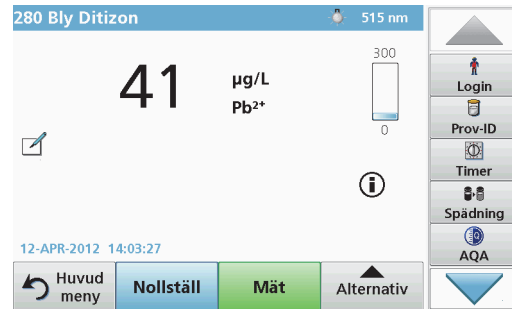 280 Bly Ditizon
515 nm
300
41
µg/L
Pb²⁺
0
12-APR-2012 14:03:27
Huvud
meny
Nollställ
Mät
Alternativ
Login
Prov-ID
Timer
Spädning
AQA